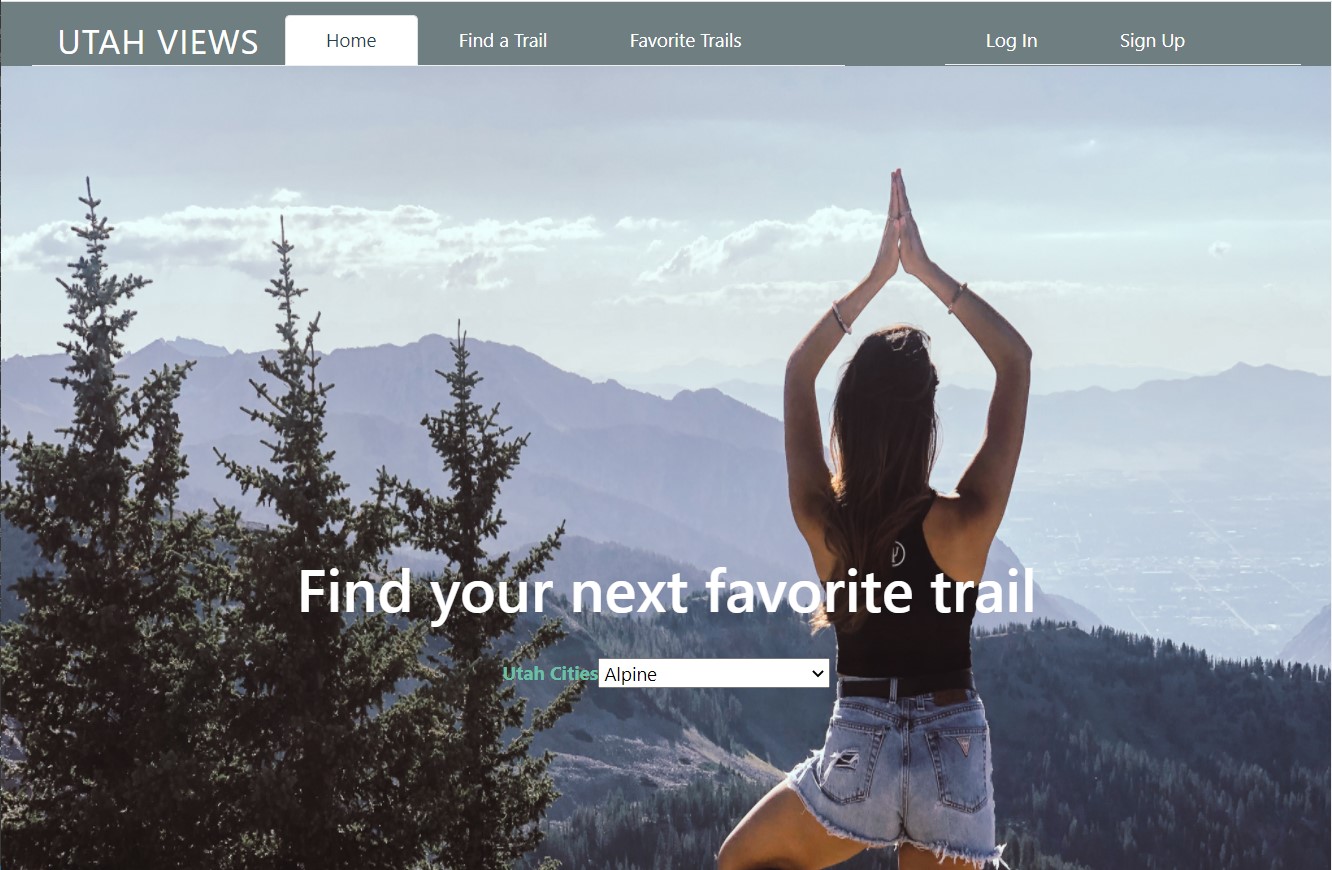 UTAH VIEWS
Home
Find a Trail
Favorite Trails
Log In
Sign Up
Find your next favorite trail
Utah Cities Alpine